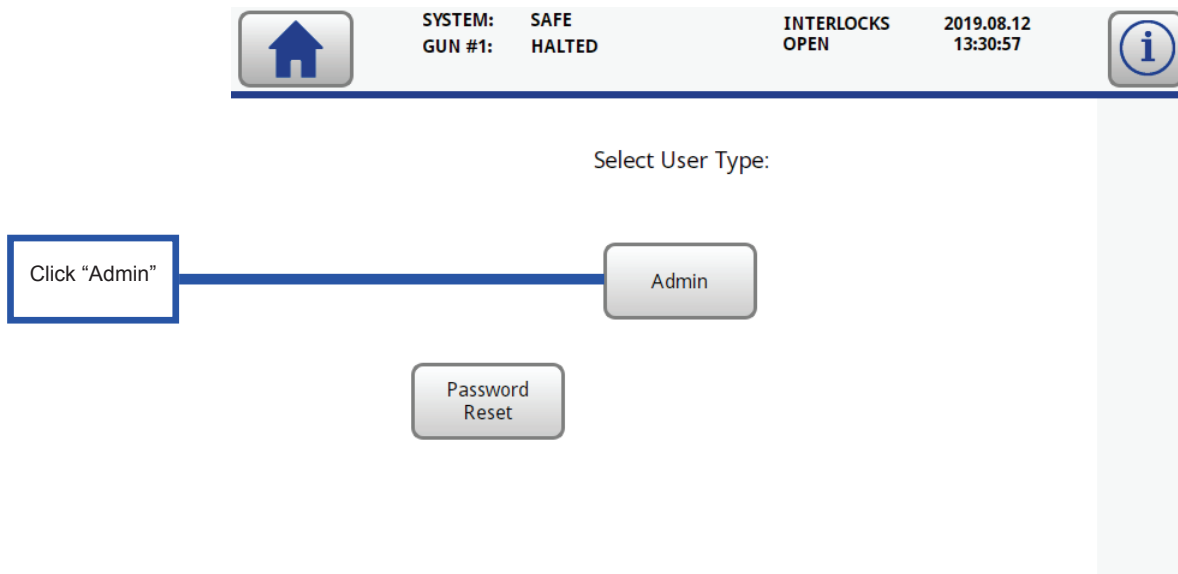 SYSTEM: SAFE
GUN #1: HALTED
INTERLOCKS
OPEN
2019.08.12
13:30:57
i
Select User Type:
Click “Admin”
Admin
Password
Reset